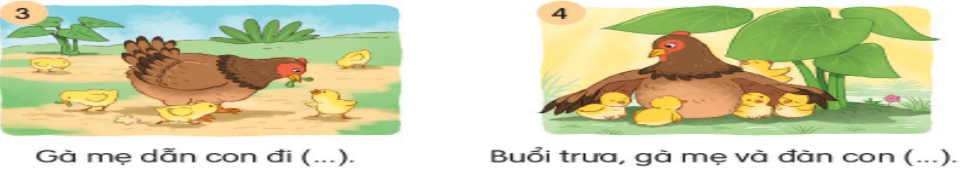 3
4
Gà mẹ dẫn con đi (...).
Buổi trưa, gà mẹ và đàn con (...).